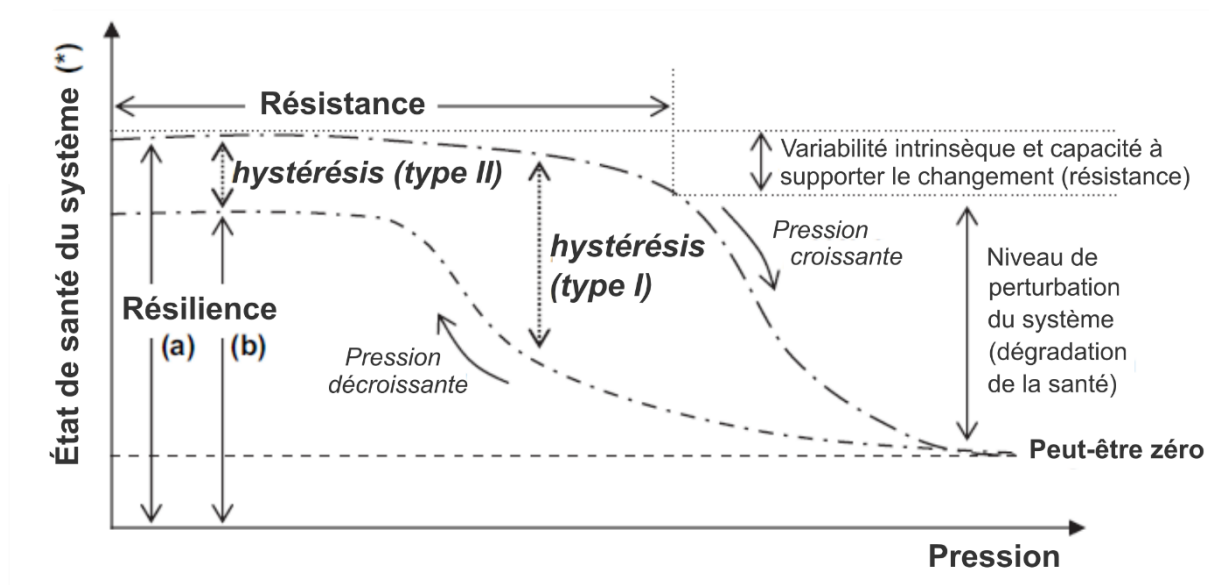 État de santé du système (*)
Résistance
hystérésis (type II)
Variabilité intrinsèque et capacité à
supporter le changement (résistance)
hystérésis
(type I)
Pression
croissante
Niveau de
perturbation
du système
(dégradation
de la santé)
Résilience
(a)
(b)
Pression
décroissante
Peut-être zéro
Pression